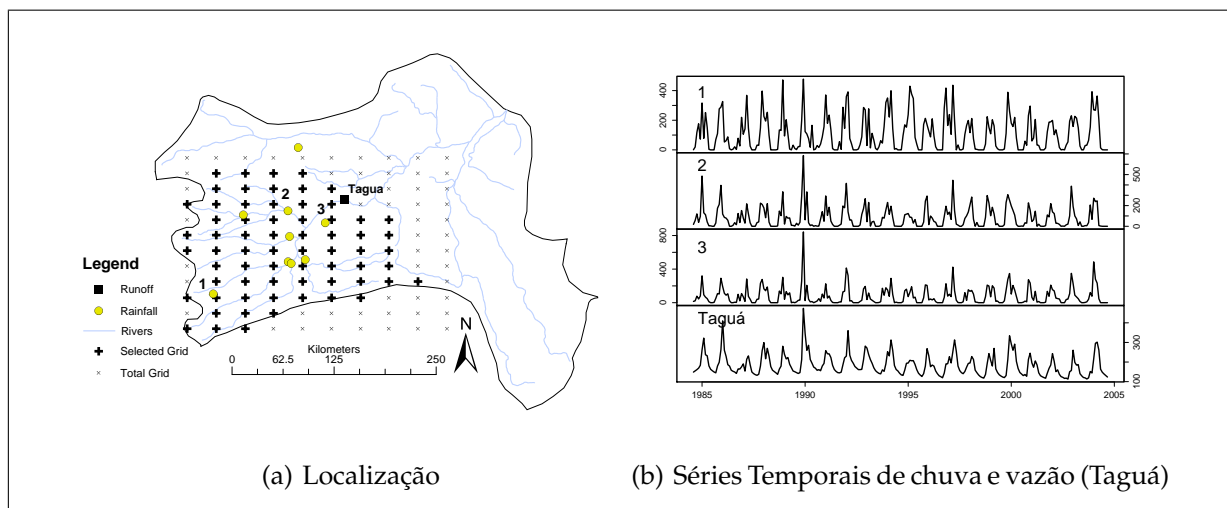 Tagua
2
3
1
Legend
Runoff
Rainfall
Rivers
Selected Grid
Total Grid
N
Kilometers
0 62.5 125 250
1
0 200 400
2
0 200 500
3
0 400 800
Taguá
100 300
1985 1990 1995 2000 2005
(a) Localização
(b) Séries Temporais de chuva e vazão (Taguá)